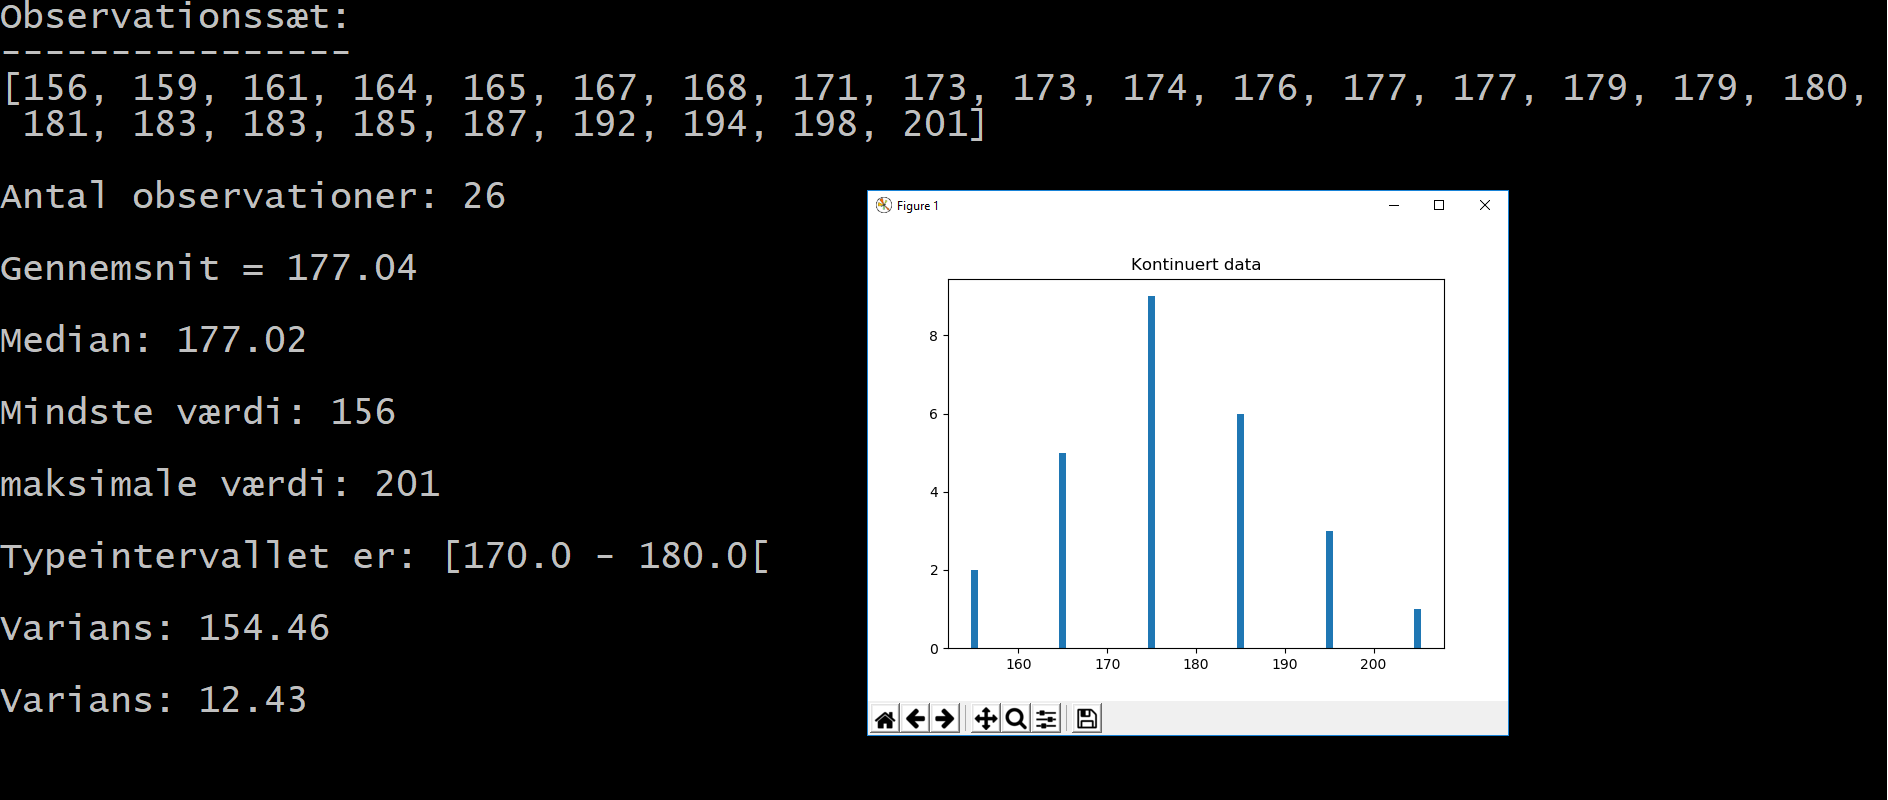 Observationssæt:
----------------
[156, 159, 161, 164, 165, 167, 168, 171, 173, 173, 174, 176, 177, 177, 179, 179, 180,
181, 183, 183, 185, 187, 192, 194, 198, 201]
Antal observationer: 26
Gennemsnit = 177.04
Median: 177.02
Mindste værdi: 156
maksimale værdi: 201
Typeintervallet er: [170.0 - 180.0[
Varians: 154.46
Varians: 12.43
Figure 1
Kontinuert data
8
6
4
2
0
160 170 180 190 200